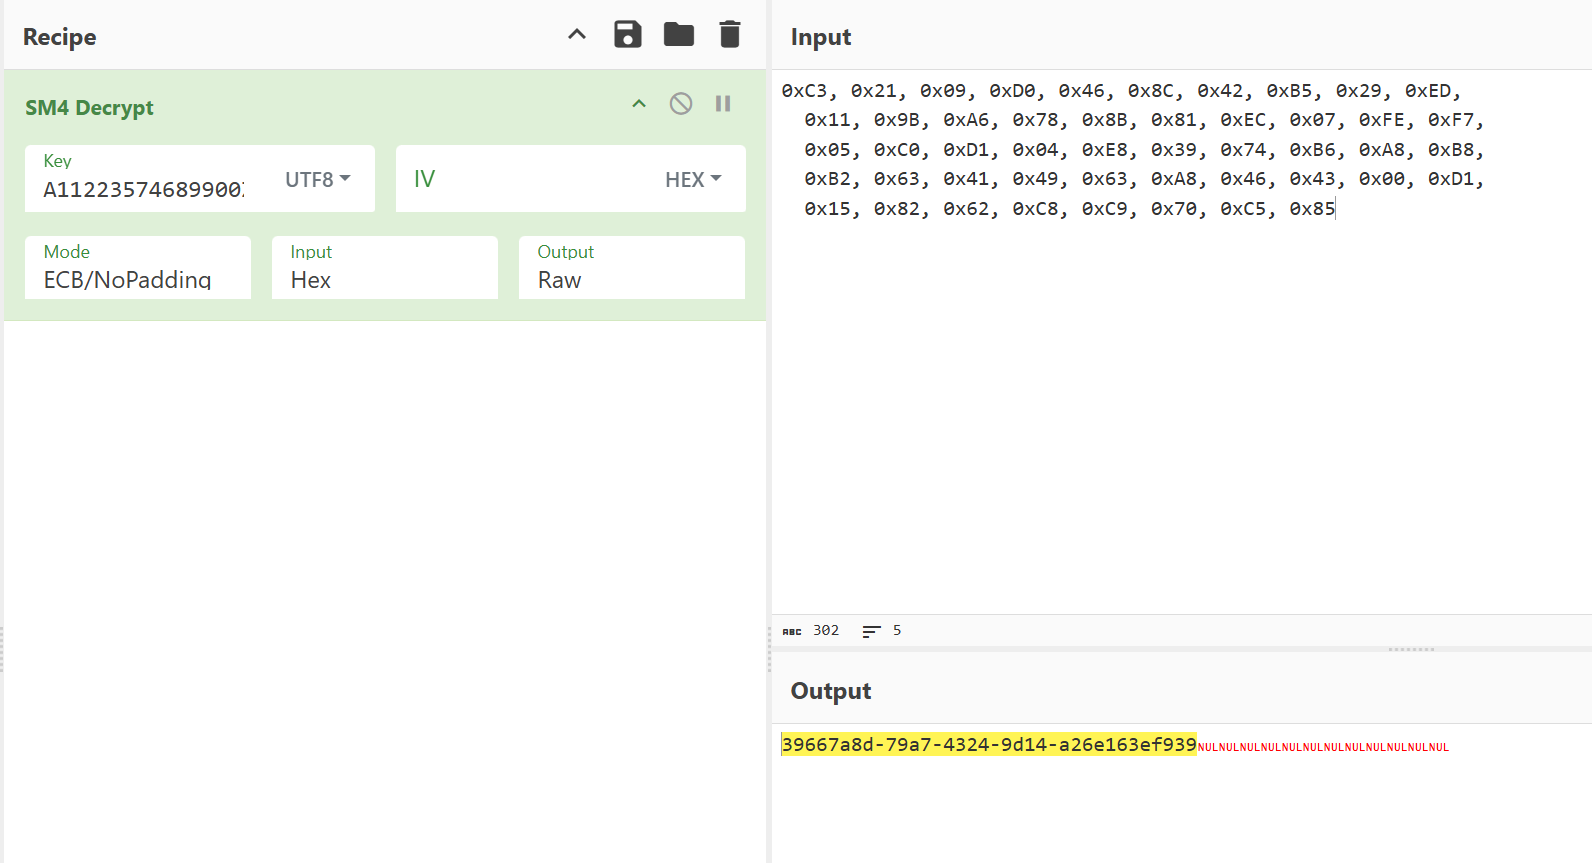 Recipe
SM4 Decrypt
Key
A11223574689900
UTF8
IV
HEX
Mode
ECB/NoPadding
Input
Hex
Output
Raw
Input
0xC3, 0x21, 0x09, 0xD0, 0x46, 0x8C, 0x42, 0xB5, 0x29, 0xED,
0x11, 0x9B, 0xA6, 0x78, 0x8B, 0x81, 0xEC, 0x07, 0xFE, 0xF7,
0x05, 0xC0, 0xD1, 0x04, 0xE8, 0x39, 0x74, 0xB6, 0xA8, 0xB8,
0xB2, 0x63, 0x41, 0x49, 0x63, 0xA8, 0x46, 0x43, 0x00, 0xD1,
0x15, 0x82, 0x62, 0xC8, 0xC9, 0x70, 0xC5, 0x85
ABC 302 5
Output
39667a8d-79a7-4324-9d14-a26e163ef939NULNULNULNULNULNULNULNULNULNULNULNUL